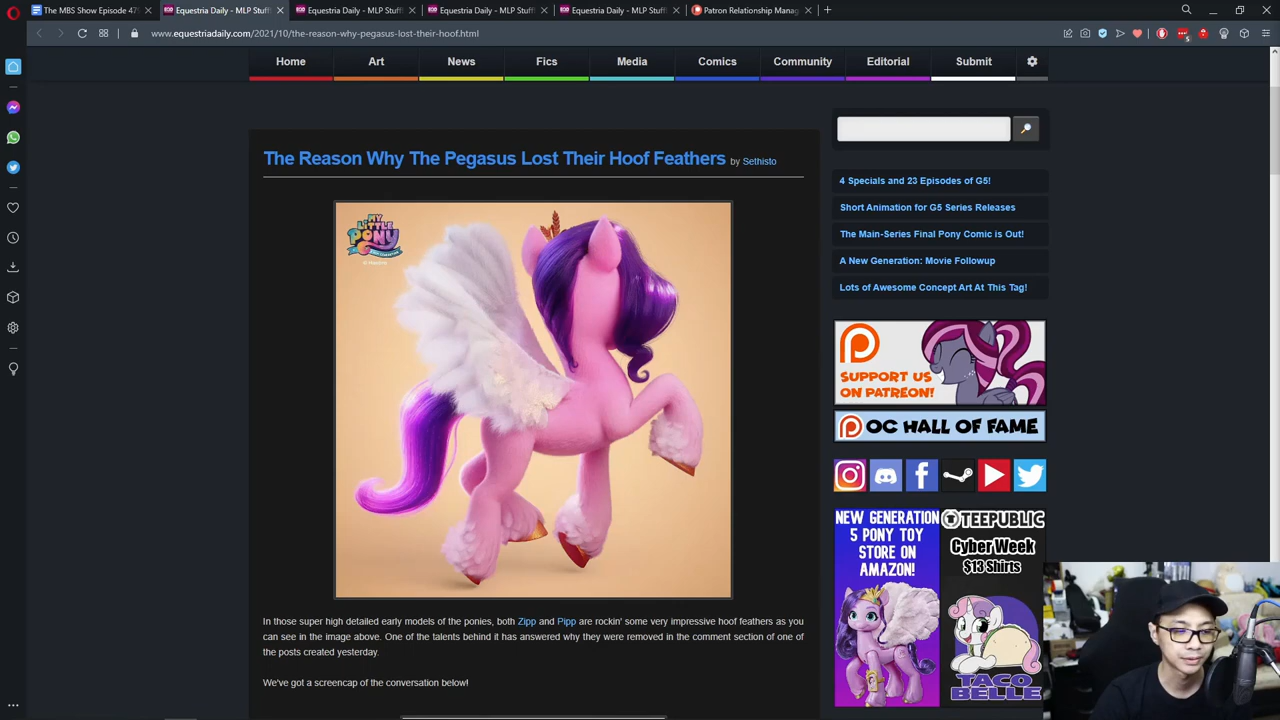 The MBS Show Episode 47
Equestria Daily - MLP Stuff
Equestria Daily - MLP Stuff
Equestria Daily - MLP Stuff
Equestria Daily - MLP Stuff
Patron Relationship Manag
www.equestriadaily.com/2021/10/the-reason-why-pegasus-lost-their-hoof.html
Home
Art
News
Fics
Media
Comics
Community
Editorial
Submit
The Reason Why The Pegasus Lost Their Hoof Feathers by Sethisto
MY
LITTLE
PONY
In those super high detailed early models of the ponies, both Zipp and Pipp are rockin' some very impressive hoof feathers as you
can see in the image above. One of the talents behind it has answered why they were removed in the comment section of one of
the posts created yesterday.
We've got a screencap of the conversation below!
4 Specials and 23 Episodes of G5!
Short Animation for G5 Series Releases
The Main-Series Final Pony Comic is Out!
A New Generation: Movie Followup
Lots of Awesome Concept Art At This Tag!
SUPPORT US
ON PATREON!
OC HALL OF FAME
NEW GENERATION
5 PONY TOY
STORE ON
AMAZON!
TEEPUBLIC
Cyber Week
$13 Shirts
TACO
BELLE